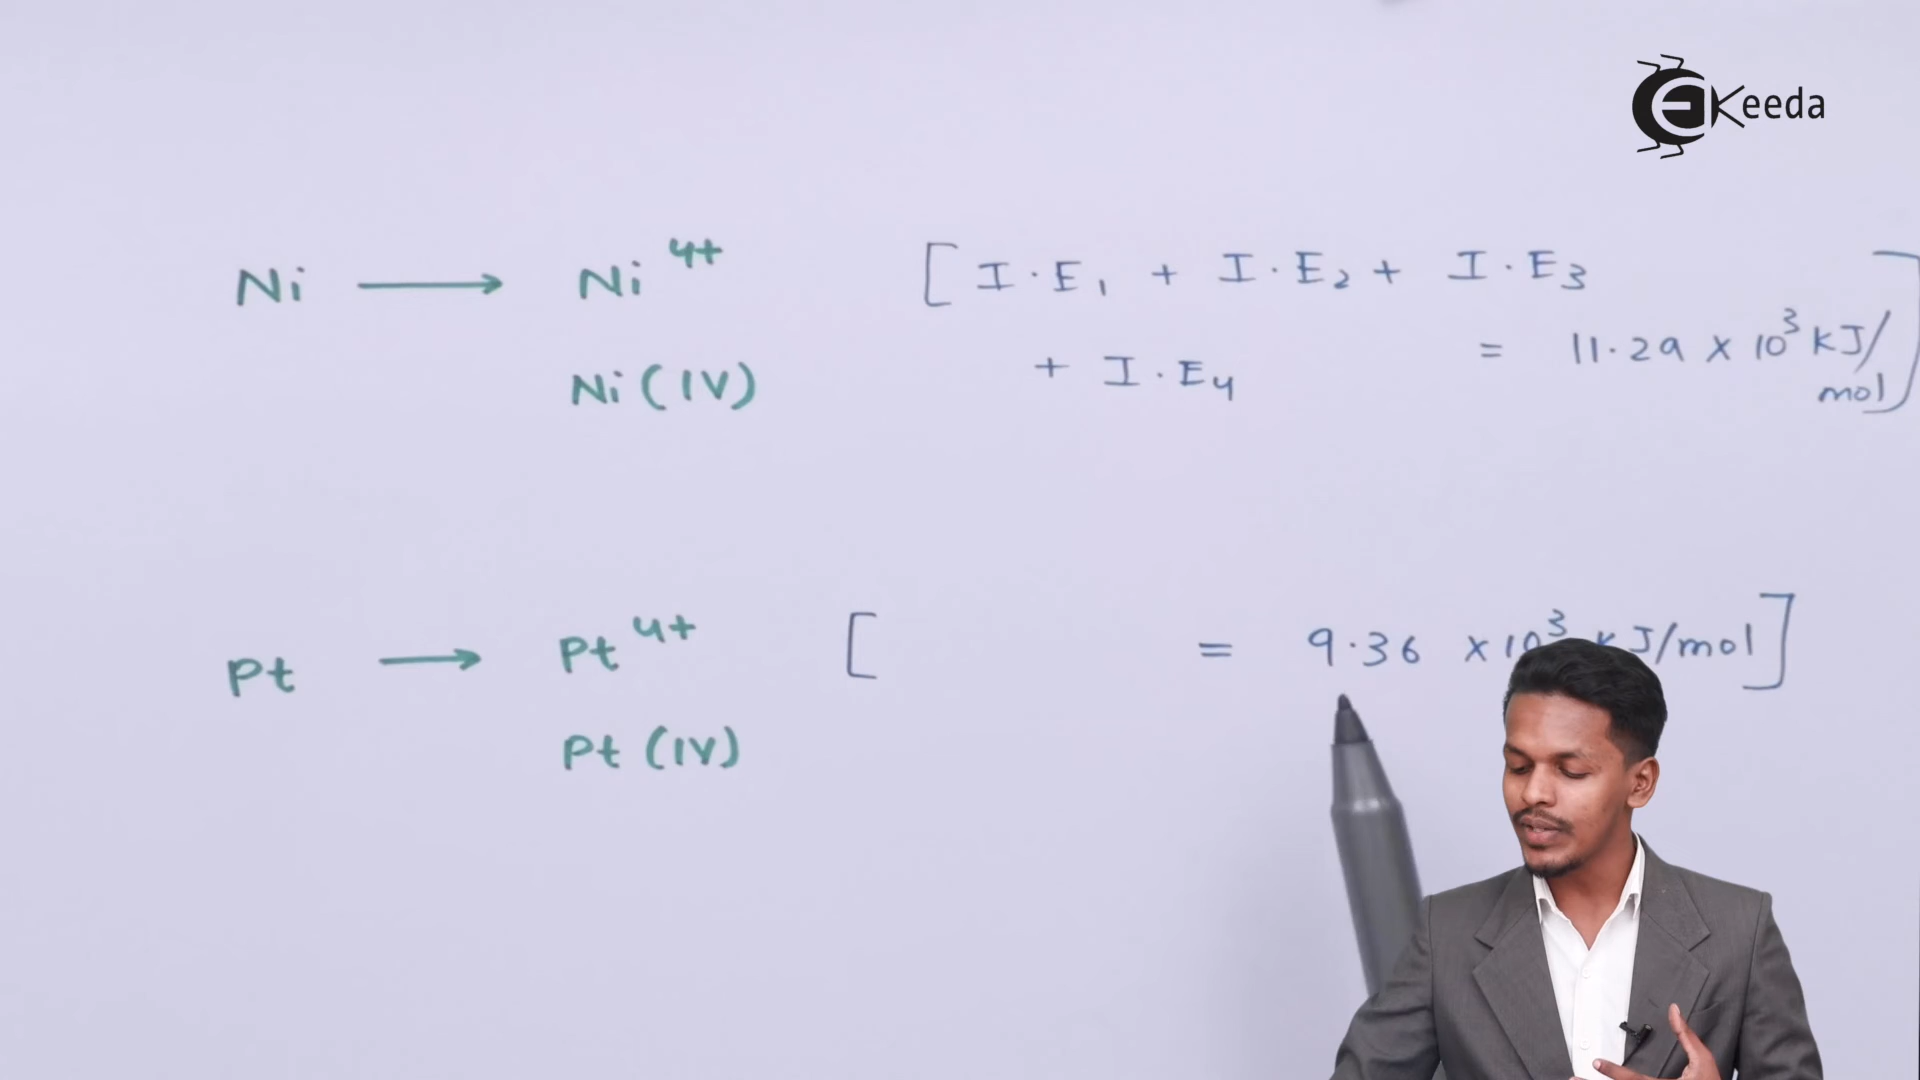 EKeeda
Ni ⟶ Ni⁴⁺ [ I·E₁ + I·E₂ + I·E₃
Ni (IV) + I·E₄ = 11.29 × 10³ kJ/mol ]
Pt ⟶ Pt⁴⁺ [ = 9.36 × 10³ kJ/mol ]
Pt (IV)